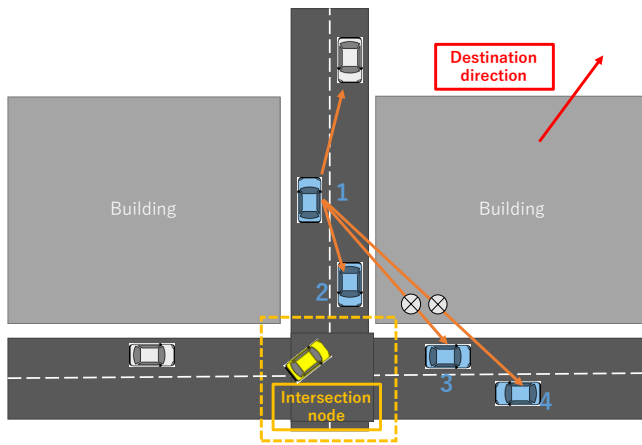 Destination
direction
Building
Building
1
2
3
4
Intersection
node